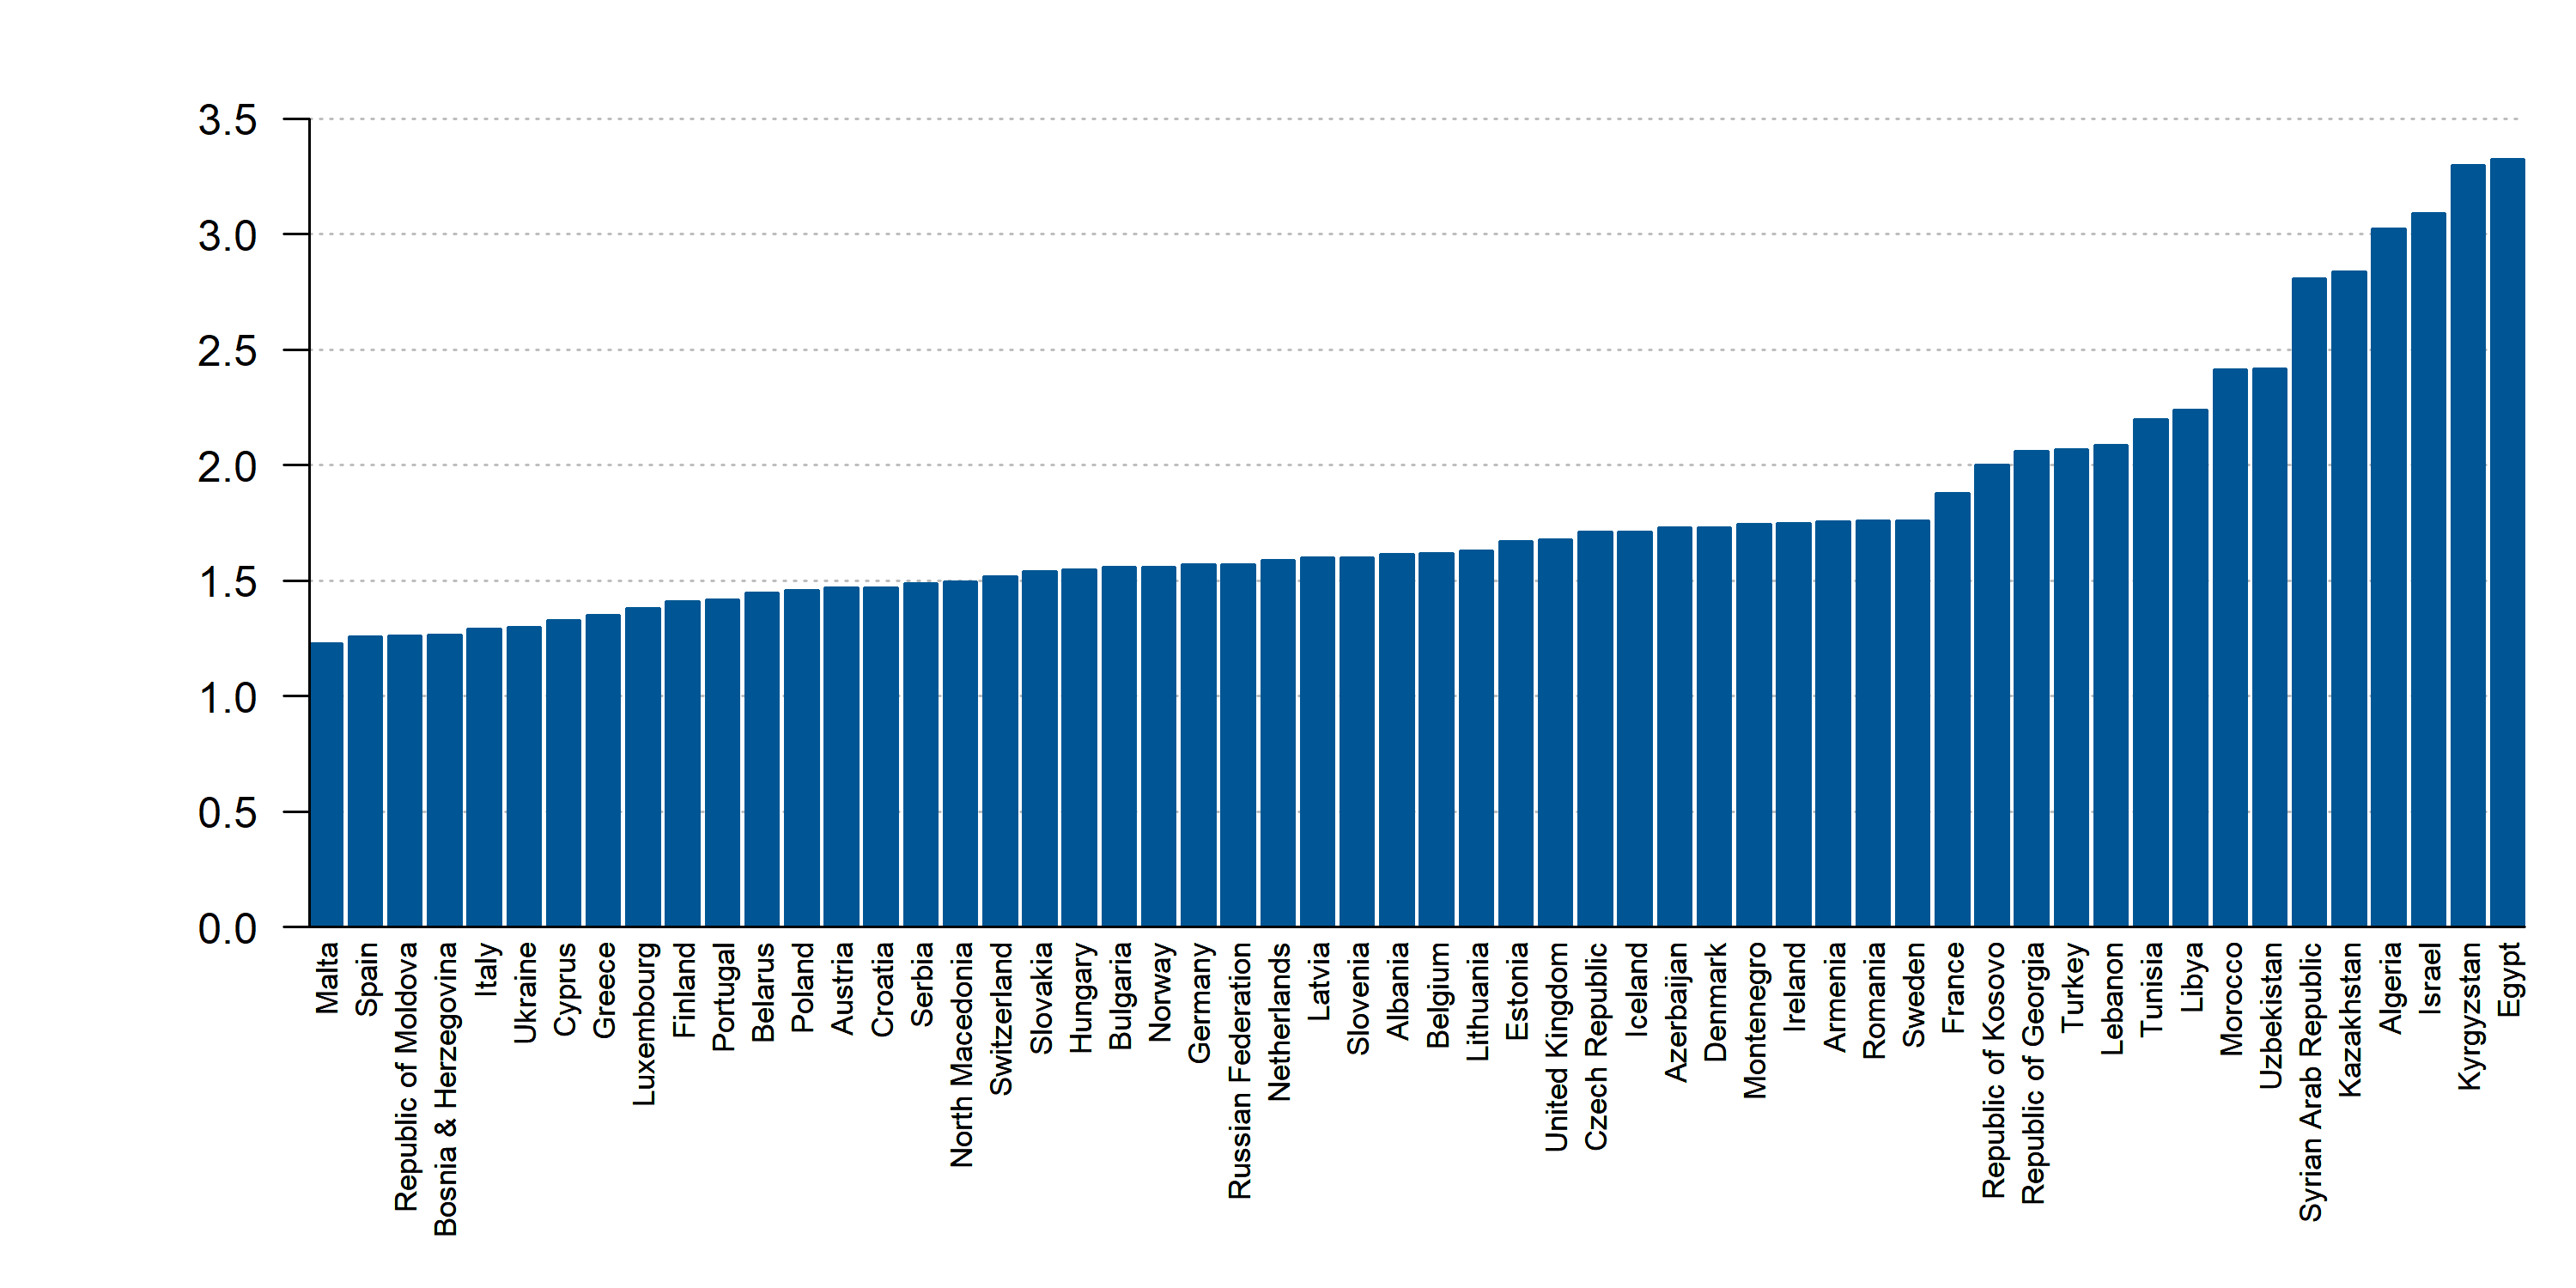 3.5
3.0
2.5
2.0
1.5
1.0
0.5
0.0
Malta
Spain
Republic of Moldova
Bosnia & Herzegovina
Italy
Ukraine
Cyprus
Greece
Luxembourg
Finland
Portugal
Belarus
Poland
Austria
Croatia
Serbia
North Macedonia
Switzerland
Slovakia
Hungary
Bulgaria
Norway
Germany
Russian Federation
Netherlands
Latvia
Slovenia
Albania
Belgium
Lithuania
Estonia
United Kingdom
Czech Republic
Iceland
Azerbaijan
Denmark
Montenegro
Ireland
Armenia
Romania
Sweden
France
Republic of Kosovo
Republic of Georgia
Turkey
Lebanon
Tunisia
Libya
Morocco
Uzbekistan
Syrian Arab Republic
Kazakhstan
Algeria
Israel
Kyrgyzstan
Egypt